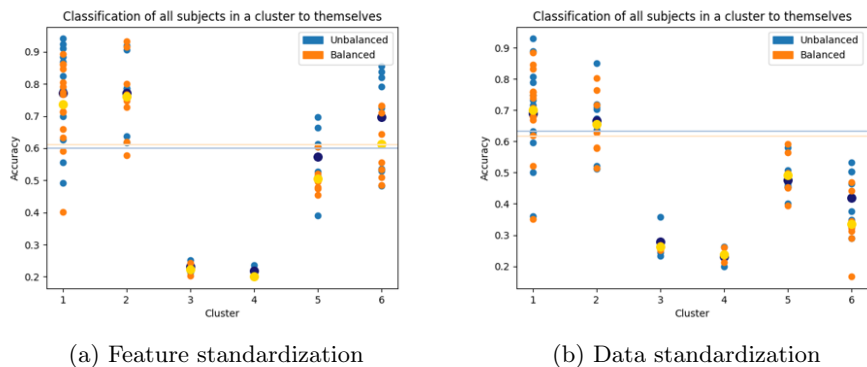 Classification of all subjects in a cluster to themselves
Unbalanced
Balanced
0.9
0.8
0.7
0.6
0.5
0.4
0.3
0.2
Accuracy
1 2 3 4 5 6
Cluster
(a) Feature standardization
Classification of all subjects in a cluster to themselves
Unbalanced
Balanced
0.9
0.8
0.7
0.6
0.5
0.4
0.3
0.2
Accuracy
1 2 3 4 5 6
Cluster
(b) Data standardization